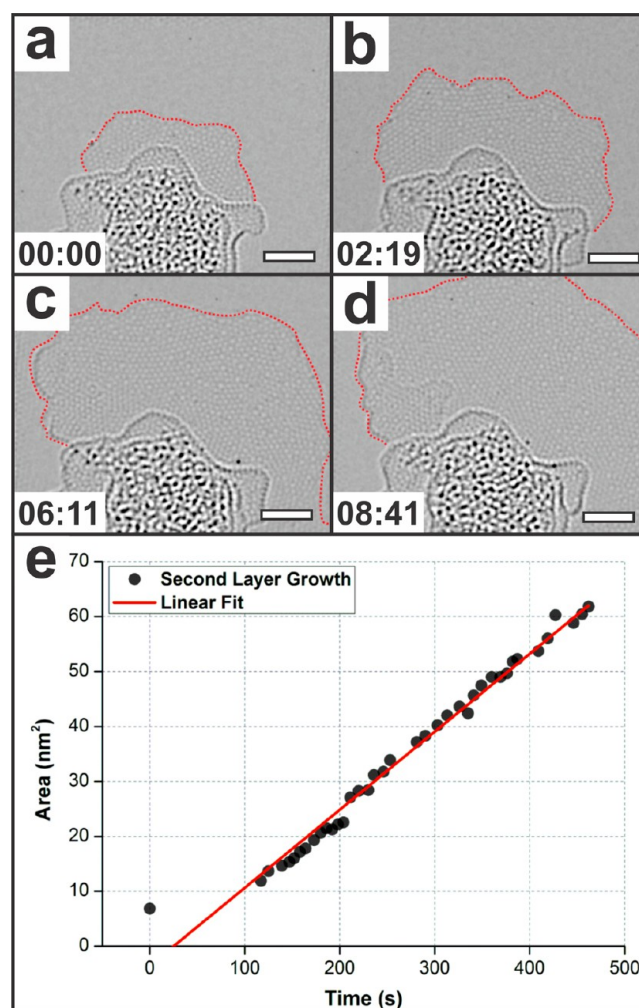 a
b
00:00
02:19
c
d
06:11
08:41
e
70
Second Layer Growth
Linear Fit
60
50
40
30
20
10
0
Area (nm²)
0 100 200 300 400 500
Time (s)